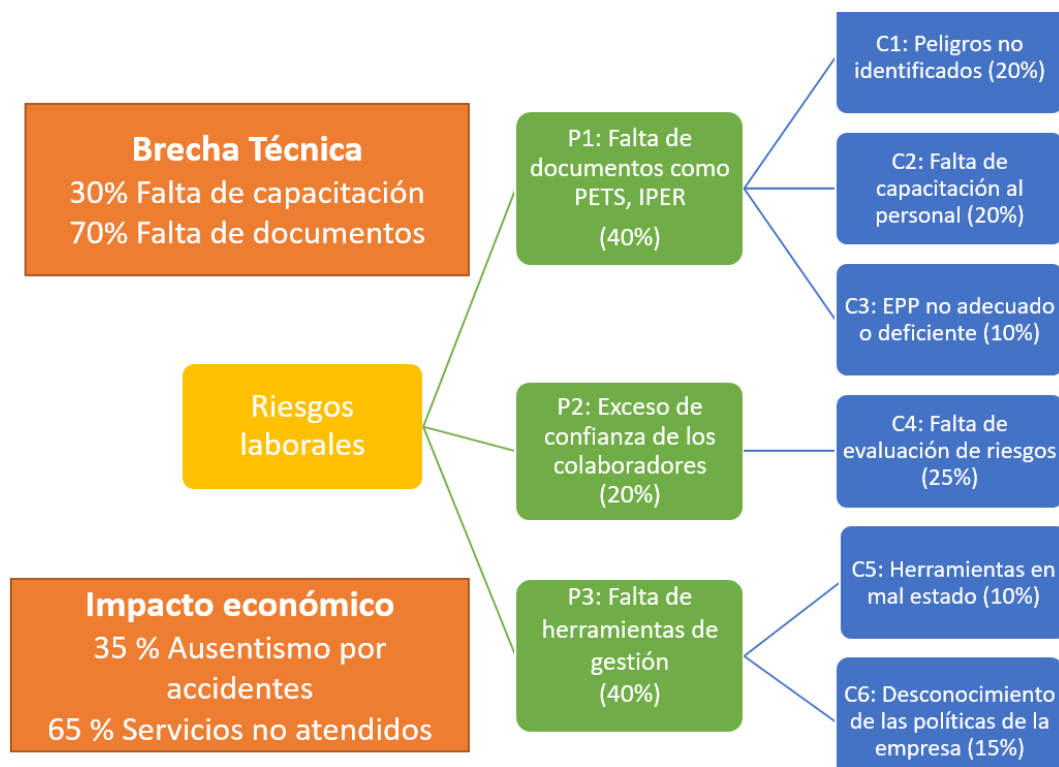 Brecha Técnica
30% Falta de capacitación
70% Falta de documentos
Riesgos
laborales
Impacto económico
35 % Ausentismo por
accidentes
65 % Servicios no atendidos
P1: Falta de
documentos como
PETS, IPER
(40%)
P2: Exceso de
confianza de los
colaboradores
(20%)
P3: Falta de
herramientas de
gestión
(40%)
C1: Peligros no
identificados (20%)
C2: Falta de
capacitación al
personal (20%)
C3: EPP no adecuado
o deficiente (10%)
C4: Falta de
evaluación de riesgos
(25%)
C5: Herramientas en
mal estado (10%)
C6: Desconocimiento
de las políticas de la
empresa (15%)